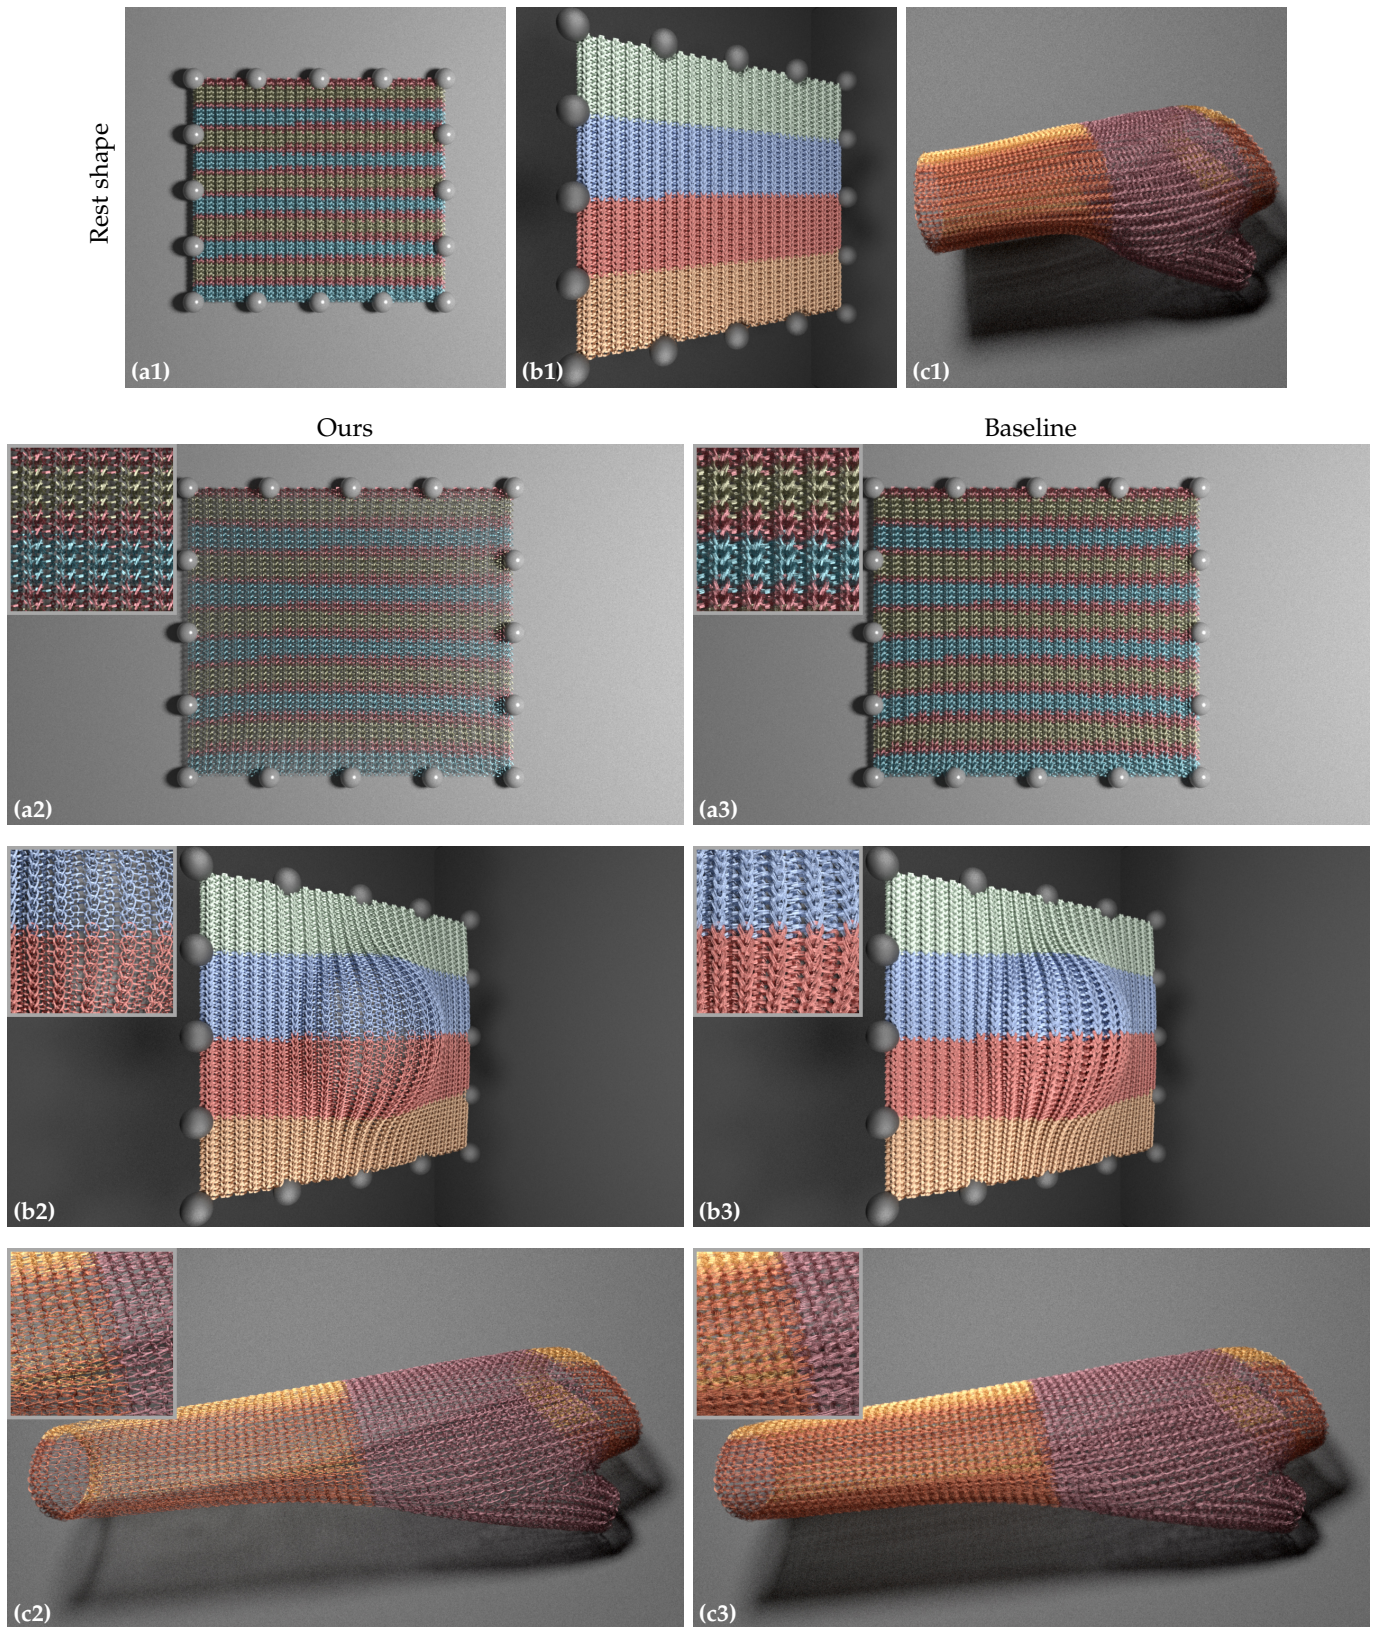 Rest shape
(a1)
(b1)
(c1)
Ours
Baseline
(a2)
(a3)
(b2)
(b3)
(c2)
(c3)